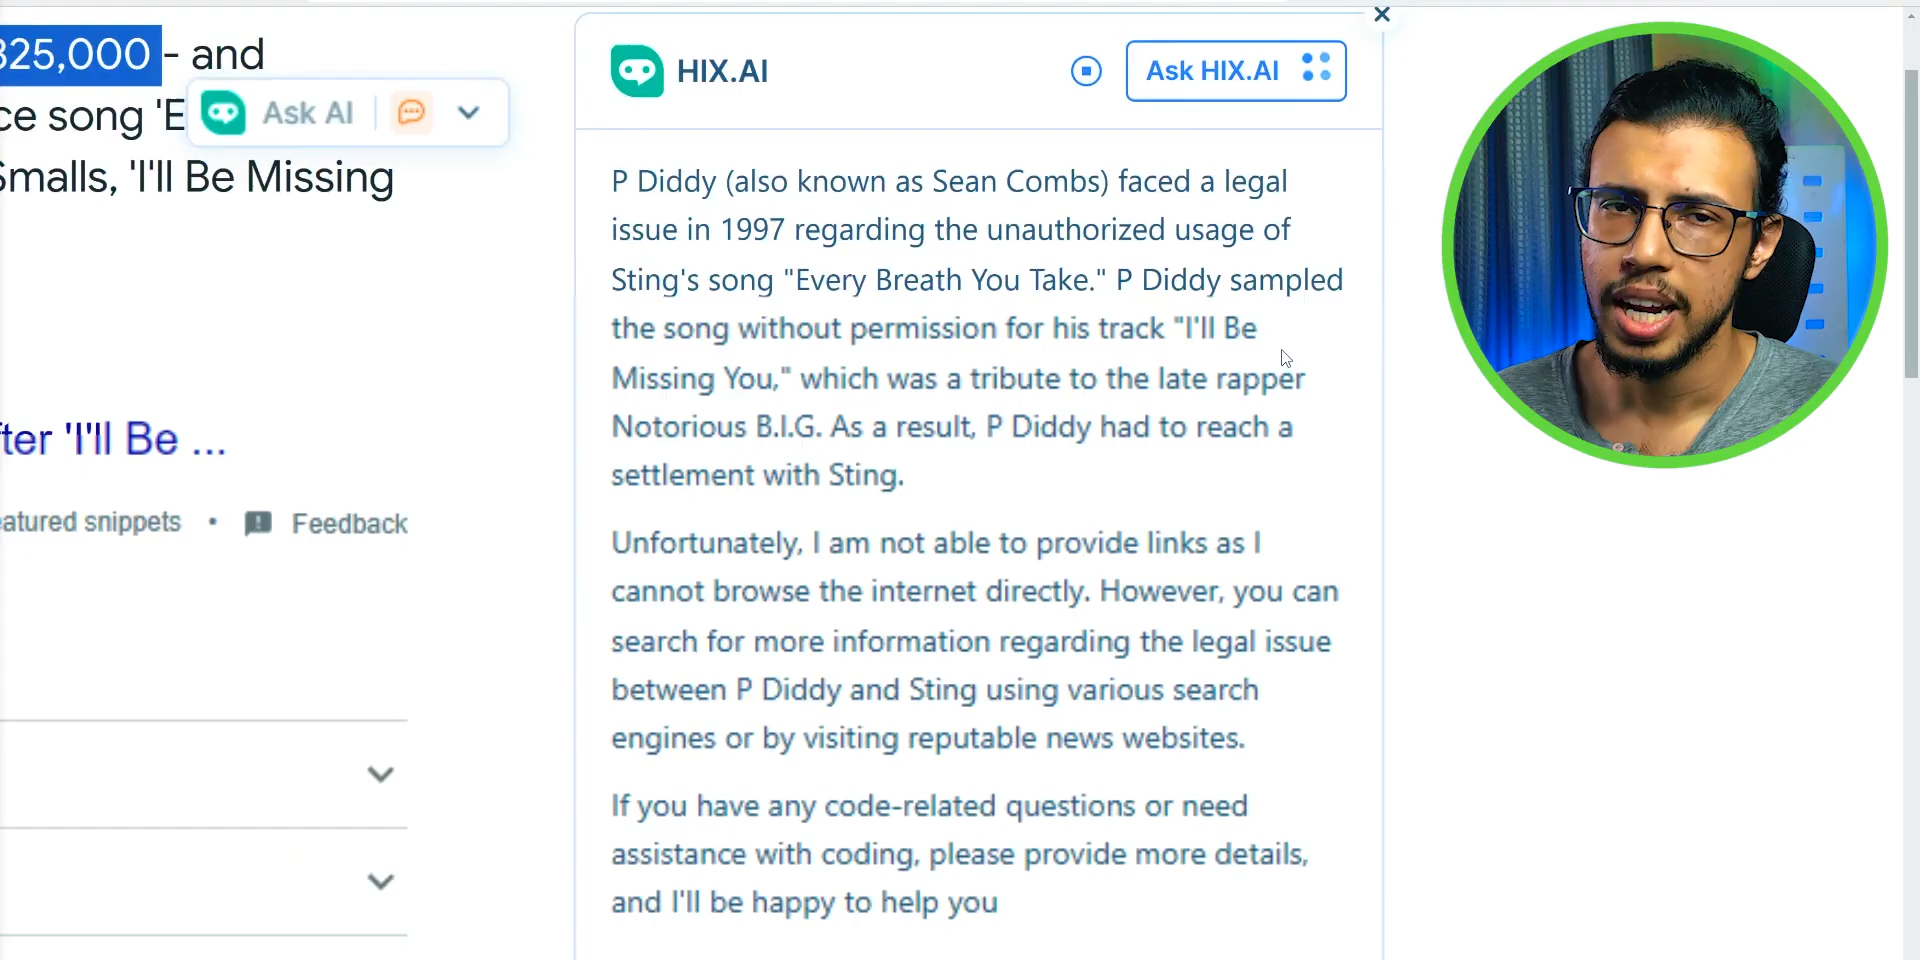 325,000 - and
ce song 'E
Ask AI
Smalls, 'I'll Be Missing
fter 'I'll Be ...
eatured snippets • Feedback
HIX.AI
Ask HIX.AI
P Diddy (also known as Sean Combs) faced a legal
issue in 1997 regarding the unauthorized usage of
Sting's song "Every Breath You Take." P Diddy sampled
the song without permission for his track "I'll Be
Missing You," which was a tribute to the late rapper
Notorious B.I.G. As a result, P Diddy had to reach a
settlement with Sting.
Unfortunately, I am not able to provide links as I
cannot browse the internet directly. However, you can
search for more information regarding the legal issue
between P Diddy and Sting using various search
engines or by visiting reputable news websites.
If you have any code-related questions or need
assistance with coding, please provide more details,
and I'll be happy to help you